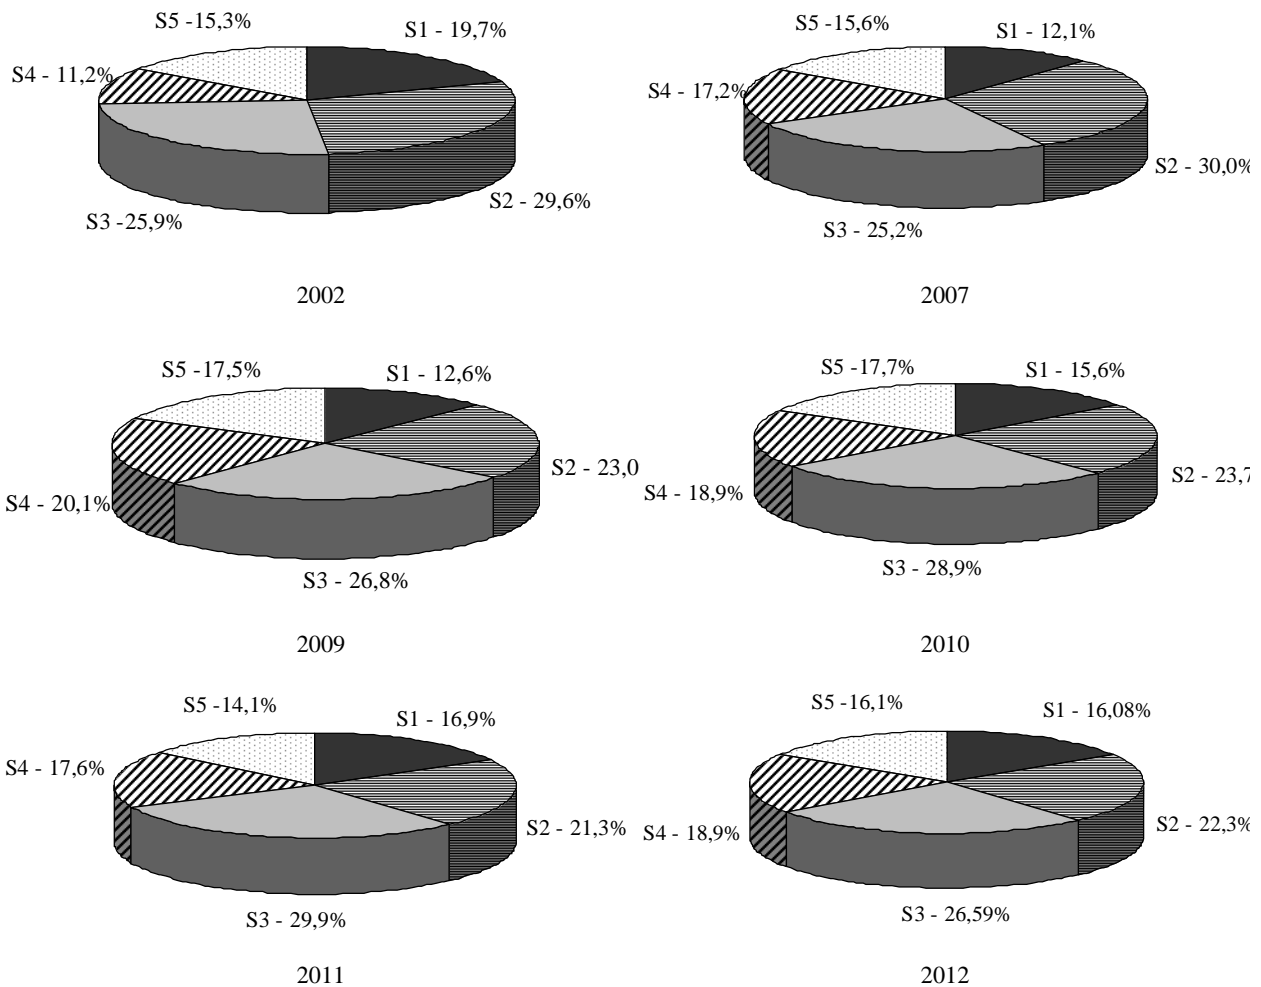 S5 -15,3%
S1 - 19,7%
S4 - 11,2%
S2 - 29,6%
S3 -25,9%
2002
S5 -15,6%
S1 - 12,1%
S4 - 17,2%
S2 - 30,0%
S3 - 25,2%
2007
S5 -17,5%
S1 - 12,6%
S2 - 23,0
S4 - 20,1%
S3 - 26,8%
2009
S5 -17,7%
S1 - 15,6%
S2 - 23,7
S4 - 18,9%
S3 - 28,9%
2010
S5 -14,1%
S1 - 16,9%
S4 - 17,6%
S2 - 21,3%
S3 - 29,9%
2011
S5 -16,1%
S1 - 16,08%
S2 - 22,3%
S4 - 18,9%
S3 - 26,59%
2012